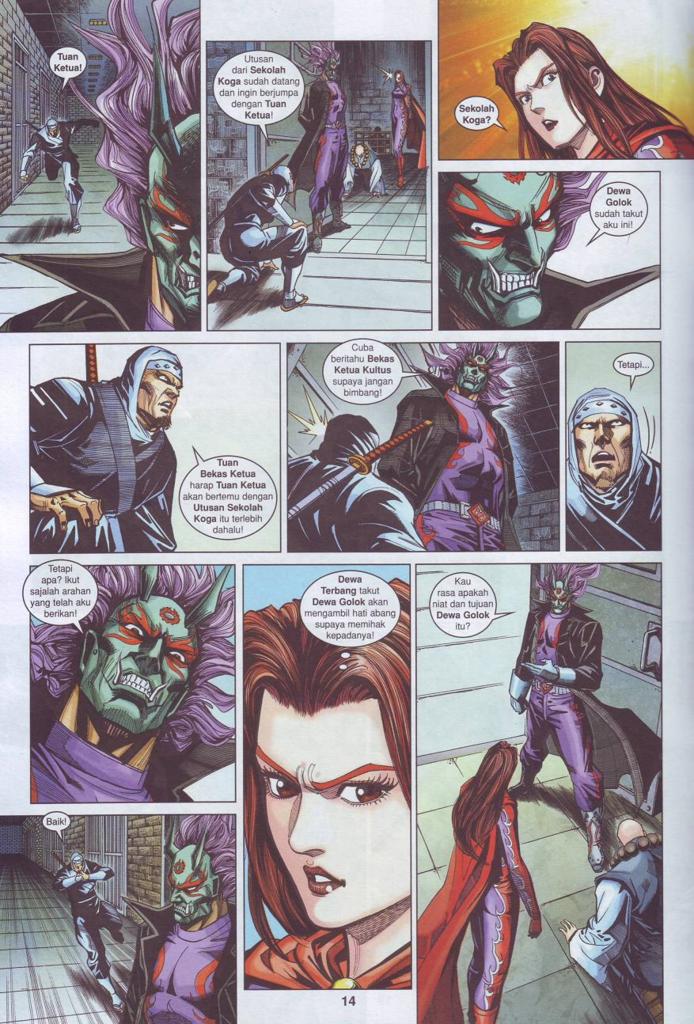 Tuan
Ketua!
Utusan
dari Sekolah
Koga sudah datang
dan ingin berjumpa
dengan Tuan
Ketua!
Sekolah
Koga?
Dewa
Golok
sudah takut
aku ini!
Tuan
Bekas Ketua
harap Tuan Ketua
akan bertemu dengan
Utusan Sekolah
Koga itu terlebih
dahulu!
Cuba
beritahu Bekas
Ketua Kultus
supaya jangan
bimbang!
Tetapi...
Tetapi
apa? Ikut
sajalah arahan
yang telah aku
berikan!
Baik!
Dewa
Terbang takut
Dewa Golok akan
mengambil hati abang
supaya memihak
kepadanya!
Kau
rasa apakah
niat dan tujuan
Dewa Golok
itu?
14